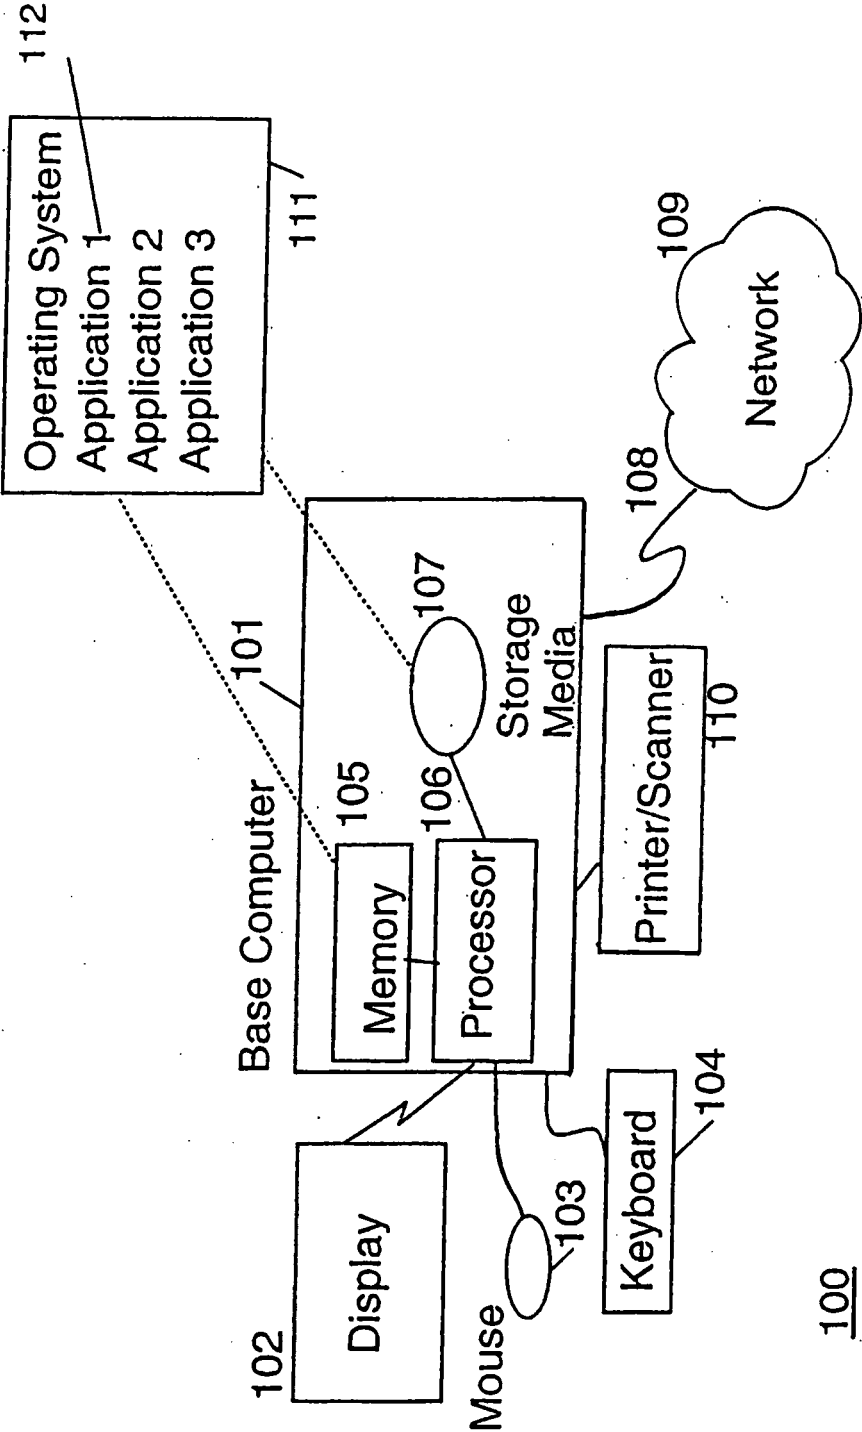 112
Operating System
Application 1
Application 2
Application 3
111
Base Computer
101
105
Memory
106
107
Processor
Storage
Media
108
109
Network
102
Display
Mouse
103
Keyboard
104
Printer/Scanner
110
100